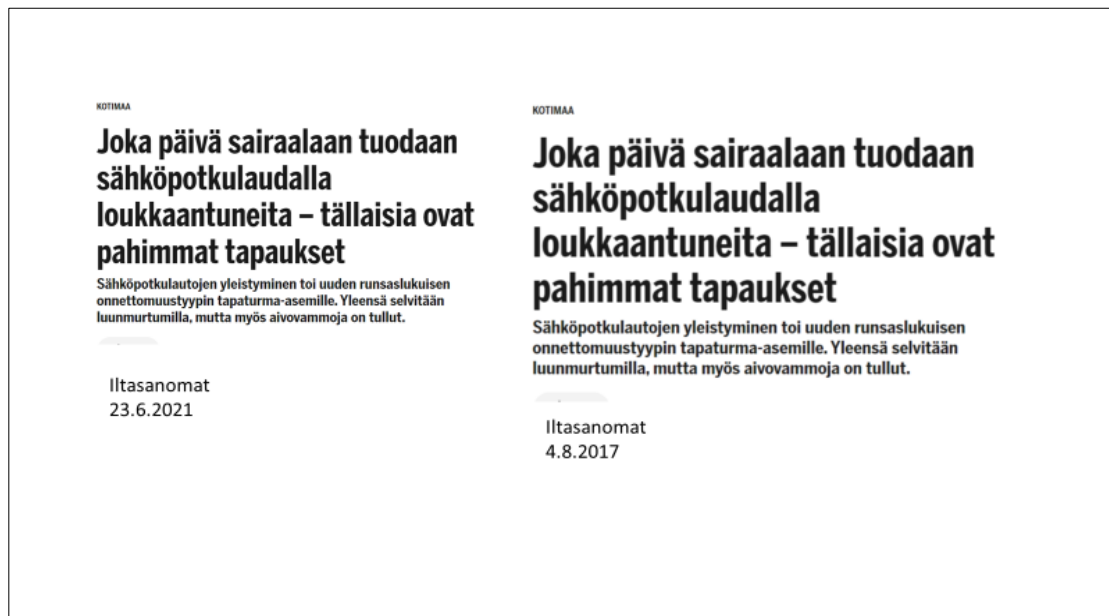 KOTIMAA
Joka päivä sairaalaan tuodaan
sähköpotkulaudalla
loukkaantuneita – tällaisia ovat
pahimmat tapaukset
Sähköpotkulautojen yleistyminen toi uuden runsaslukuisen
onnettomuustyypin tapaturma-asemille. Yleensä selvitään
luunmurtumilla, mutta myös aivovammoja on tullut.
Iltasanomat
23.6.2021
KOTIMAA
Joka päivä sairaalaan tuodaan
sähköpotkulaudalla
loukkaantuneita – tällaisia ovat
pahimmat tapaukset
Sähköpotkulautojen yleistyminen toi uuden runsaslukuisen
onnettomuustyypin tapaturma-asemille. Yleensä selvitään
luunmurtumilla, mutta myös aivovammoja on tullut.
Iltasanomat
4.8.2017